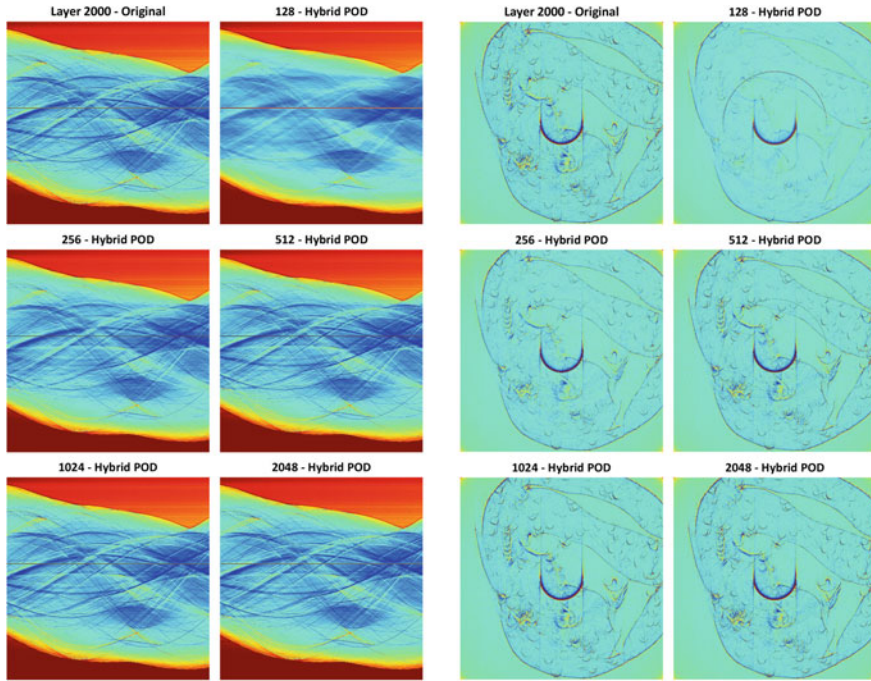 Layer 2000 - Original
128 - Hybrid POD
Layer 2000 - Original
128 - Hybrid POD
256 - Hybrid POD
512 - Hybrid POD
256 - Hybrid POD
512 - Hybrid POD
1024 - Hybrid POD
2048 - Hybrid POD
1024 - Hybrid POD
2048 - Hybrid POD